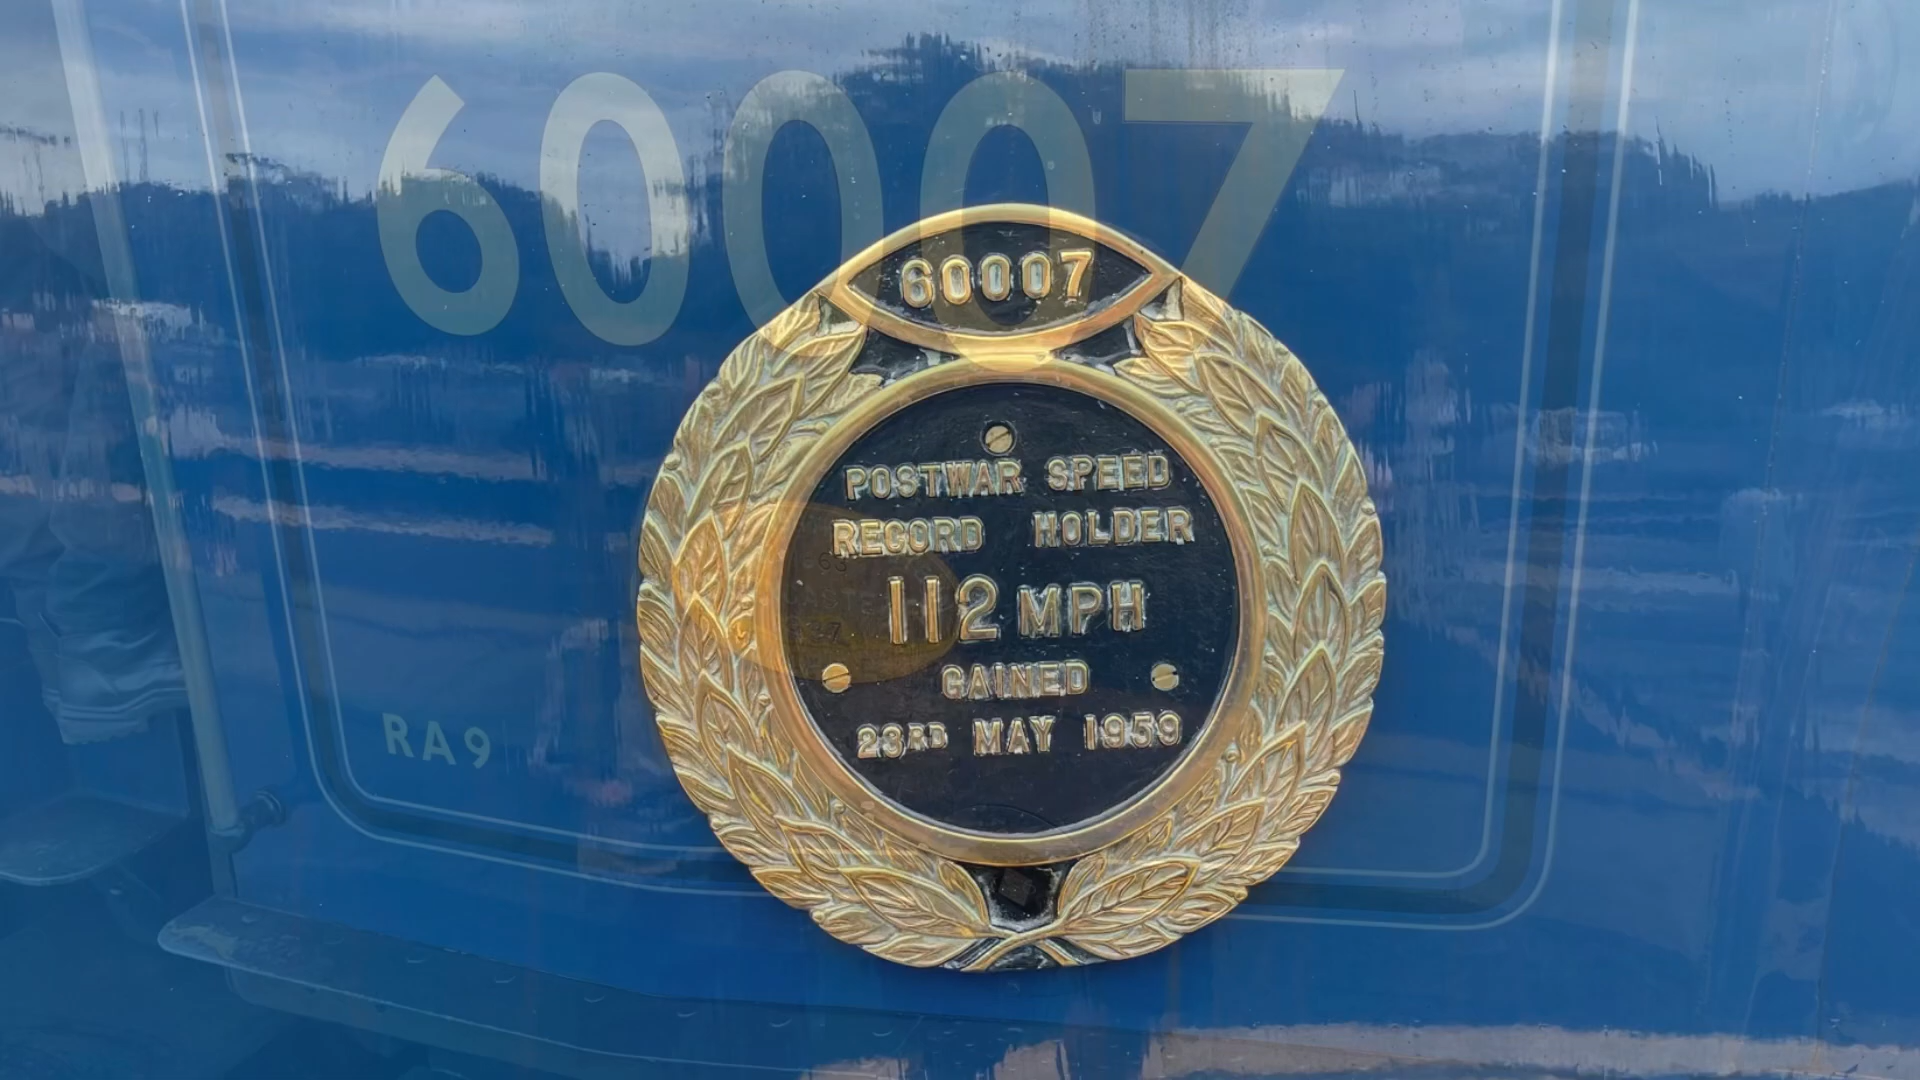 60007
60007
POSTWAR SPEED
RECORD HOLDER
112 MPH
GAINED
23RD MAY 1959
RA9